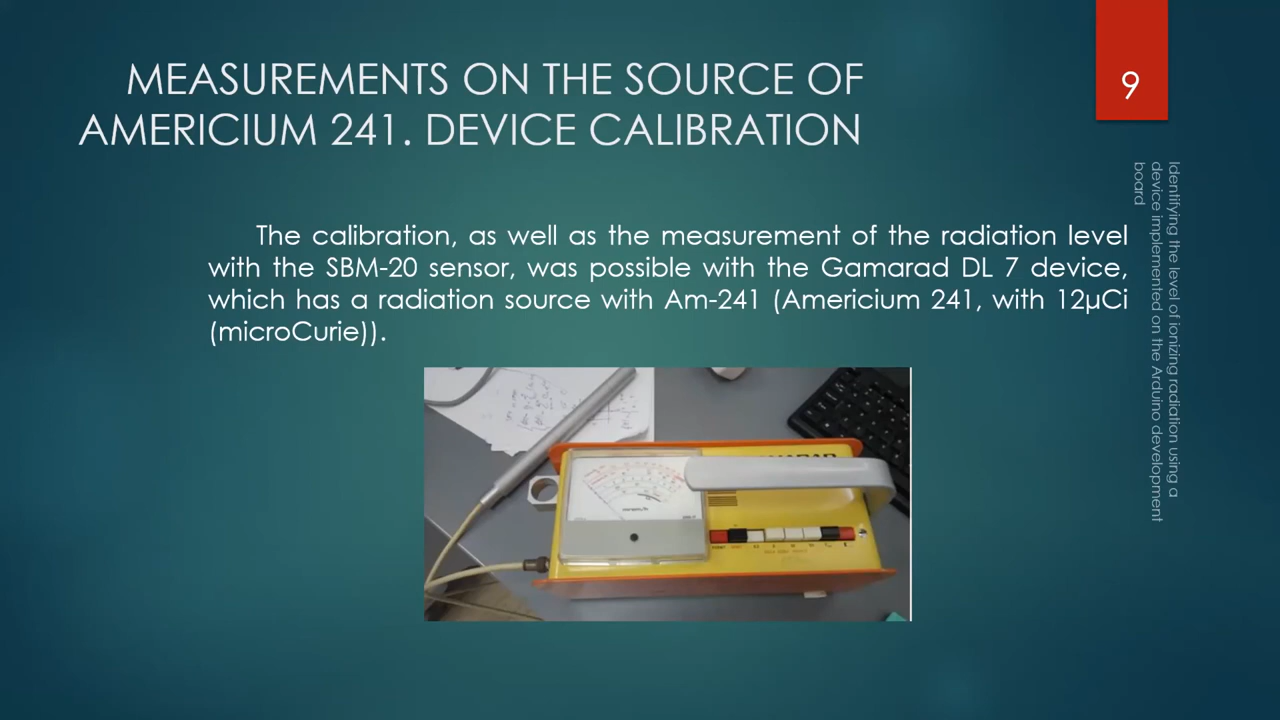 MEASUREMENTS ON THE SOURCE OF
AMERICIUM 241. DEVICE CALIBRATION
9
Identifying the level of ionizing radiation using a
device implemented on the Arduino development
board
The calibration, as well as the measurement of the radiation level
with the SBM-20 sensor, was possible with the Gamarad DL 7 device,
which has a radiation source with Am-241 (Americium 241, with 12µCi
(microCurie)).